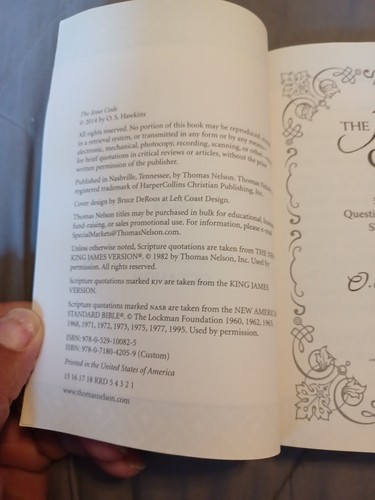 The Jesus Code
© 2014 by O. S. Hawkins
All rights reserved. No portion of this book may be reproduced, stored
in a retrieval system, or transmitted in any form or by any means—
electronic, mechanical, photocopy, recording, scanning, or other—
for brief quotations in critical reviews or articles, without the prior
written permission of the publisher.
Published in Nashville, Tennessee, by Thomas Nelson. Thomas Nelson
registered trademark of HarperCollins Christian Publishing, Inc.
Cover design by Bruce DeRoos at Left Coast Design.
Thomas Nelson titles may be purchased in bulk for educational, business,
fund-raising, or sales promotional use. For information, please e-mail
SpecialMarkets@ThomasNelson.com.
Unless otherwise noted, Scripture quotations are taken from THE NEW
KING JAMES VERSION®. © 1982 by Thomas Nelson, Inc. Used by
permission. All rights reserved.
Scripture quotations marked KJV are taken from the KING JAMES
VERSION.
Scripture quotations marked NASB are taken from the NEW AMERICAN
STANDARD BIBLE®. © The Lockman Foundation 1960, 1962, 1963,
1968, 1971, 1972, 1973, 1975, 1977, 1995. Used by permission.
ISBN: 978-0-529-10082-5
ISBN: 978-0-7180-4205-9 (Custom)
Printed in the United States of America
15 16 17 18 RRD 5 4 3 2 1
www.thomasnelson.com
THE
O.